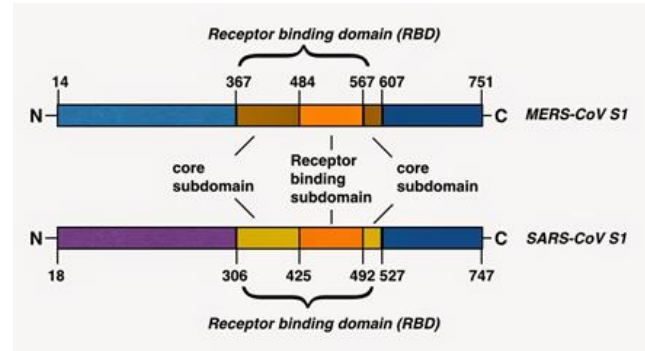 Receptor binding domain (RBD)
14 367 484 567 607 751
N C MERS-CoV S1
core
subdomain
Receptor
binding
subdomain
core
subdomain
N C SARS-CoV S1
18 306 425 492 527 747
Receptor binding domain (RBD)